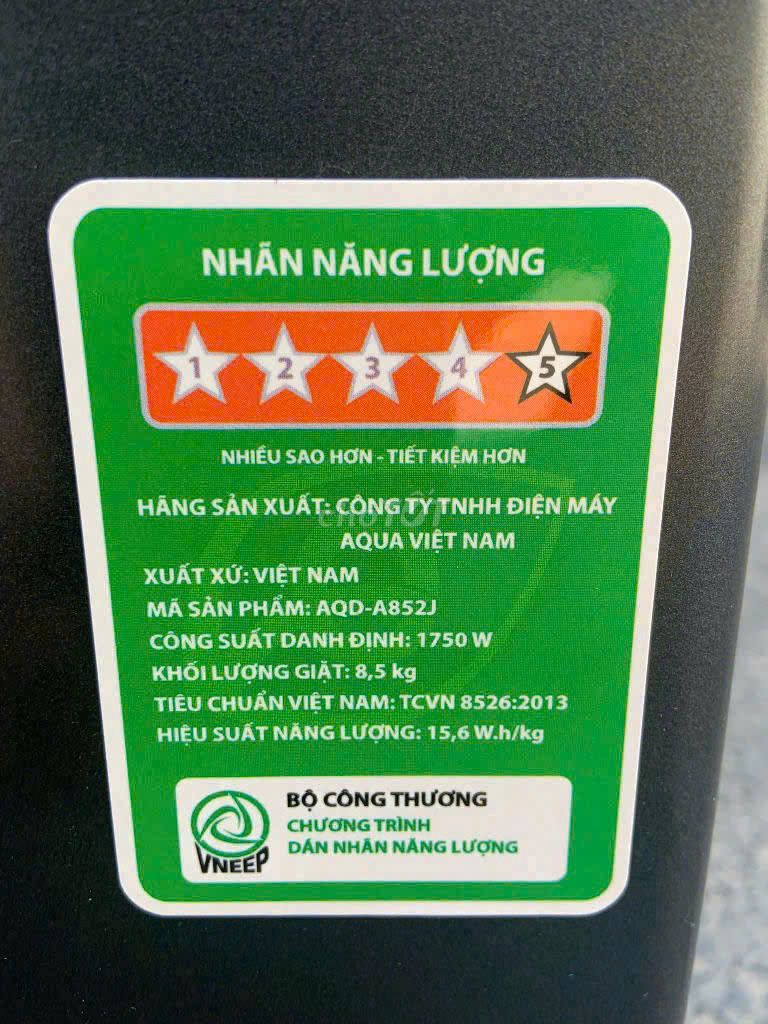 NHÃN NĂNG LƯỢNG
1 2 3 4 5
NHIỀU SAO HƠN - TIẾT KIỆM HƠN
HÃNG SẢN XUẤT: CÔNG TY TNHH ĐIỆN MÁY
AQUA VIỆT NAM
CHỢ TỐT
XUẤT XỨ: VIỆT NAM
MÃ SẢN PHẨM: AQD-A852J
CÔNG SUẤT DANH ĐỊNH: 1750 W
KHỐI LƯỢNG GIẶT: 8,5 kg
TIÊU CHUẨN VIỆT NAM: TCVN 8526:2013
HIỆU SUẤT NĂNG LƯỢNG: 15,6 W.h/kg
BỘ CÔNG THƯƠNG
CHƯƠNG TRÌNH
DÁN NHÃN NĂNG LƯỢNG
VNEEP